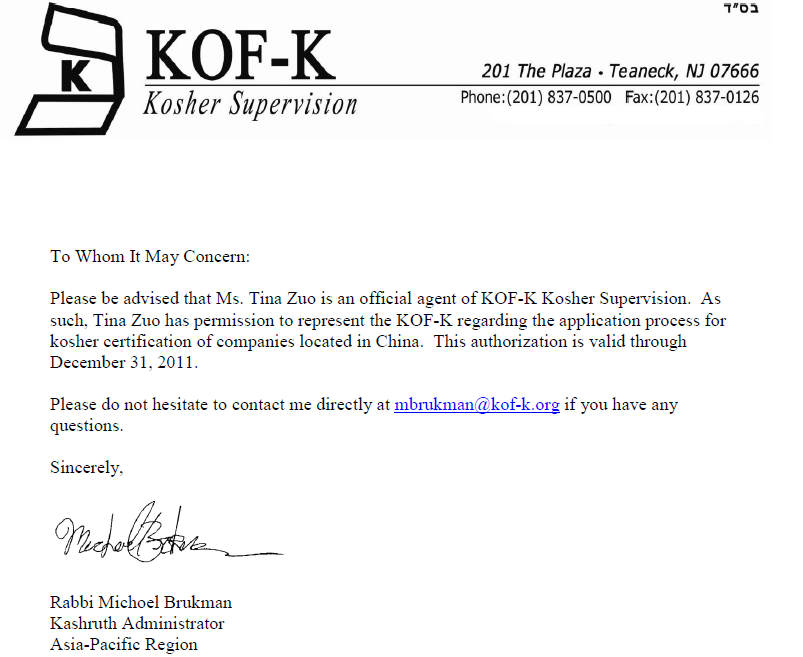 בס"ד
K
KOF-K
Kosher Supervision
201 The Plaza • Teaneck, NJ 07666
Phone:(201) 837-0500 Fax:(201) 837-0126
To Whom It May Concern:
Please be advised that Ms. Tina Zuo is an official agent of KOF-K Kosher Supervision. As
such, Tina Zuo has permission to represent the KOF-K regarding the application process for
kosher certification of companies located in China. This authorization is valid through
December 31, 2011.
Please do not hesitate to contact me directly at mbrukman@kof-k.org if you have any
questions.
Sincerely,
Michoel Brukman
Rabbi Michoel Brukman
Kashruth Administrator
Asia-Pacific Region